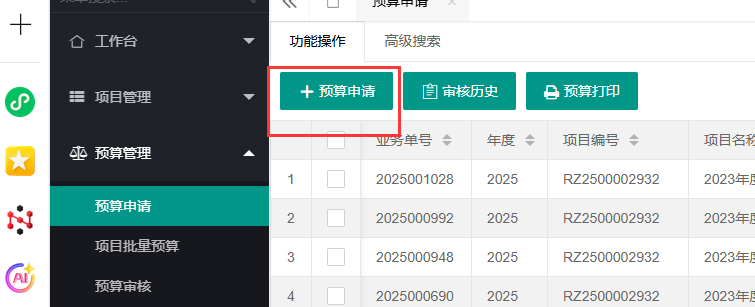 预算申请
功能操作
高级搜索
工作台
项目管理
预算管理
预算申请
项目批量预算
预算审核
预算申请
审核历史
预算打印
业务单号 年度 项目编号 项目名
1 2025001028 2025 RZ2500002932 2023年
2 2025000992 2025 RZ2500002932 2023年
3 2025000948 2025 RZ2500002932 2023年
4 2025000690 2025 RZ2500002932 2023年
AI